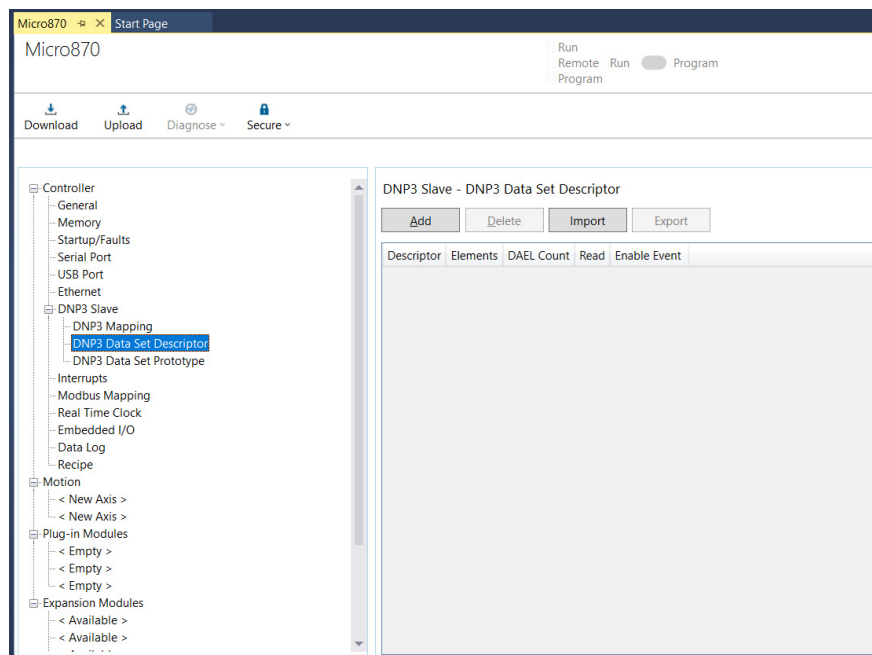 Micro870 Start Page
Micro870
Run
Remote Run Program
Program
Download Upload Diagnose Secure
Controller
General
Memory
Startup/Faults
Serial Port
USB Port
Ethernet
DNP3 Slave
DNP3 Mapping
DNP3 Data Set Descriptor
DNP3 Data Set Prototype
Interrupts
Modbus Mapping
Real Time Clock
Embedded I/O
Data Log
Recipe
Motion
< New Axis >
< New Axis >
Plug-in Modules
< Empty >
< Empty >
< Empty >
Expansion Modules
< Available >
< Available >
DNP3 Slave - DNP3 Data Set Descriptor
Add Delete Import Export
Descriptor Elements DAEL Count Read Enable Event